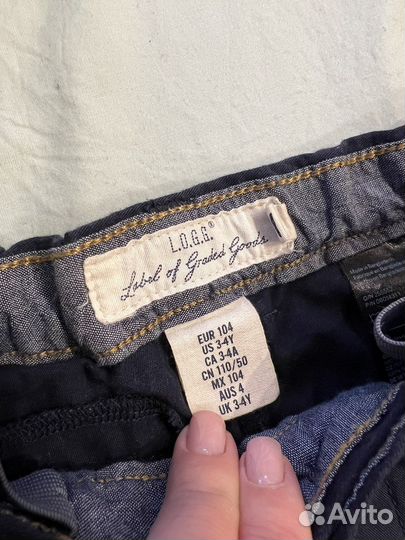 L.O.G.G.®
Label of Graded Goods
EUR 104
US 3-4Y
CA 3-4A
CN 110/50
MX 104
AUS 4
UK 3-4Y
Avito